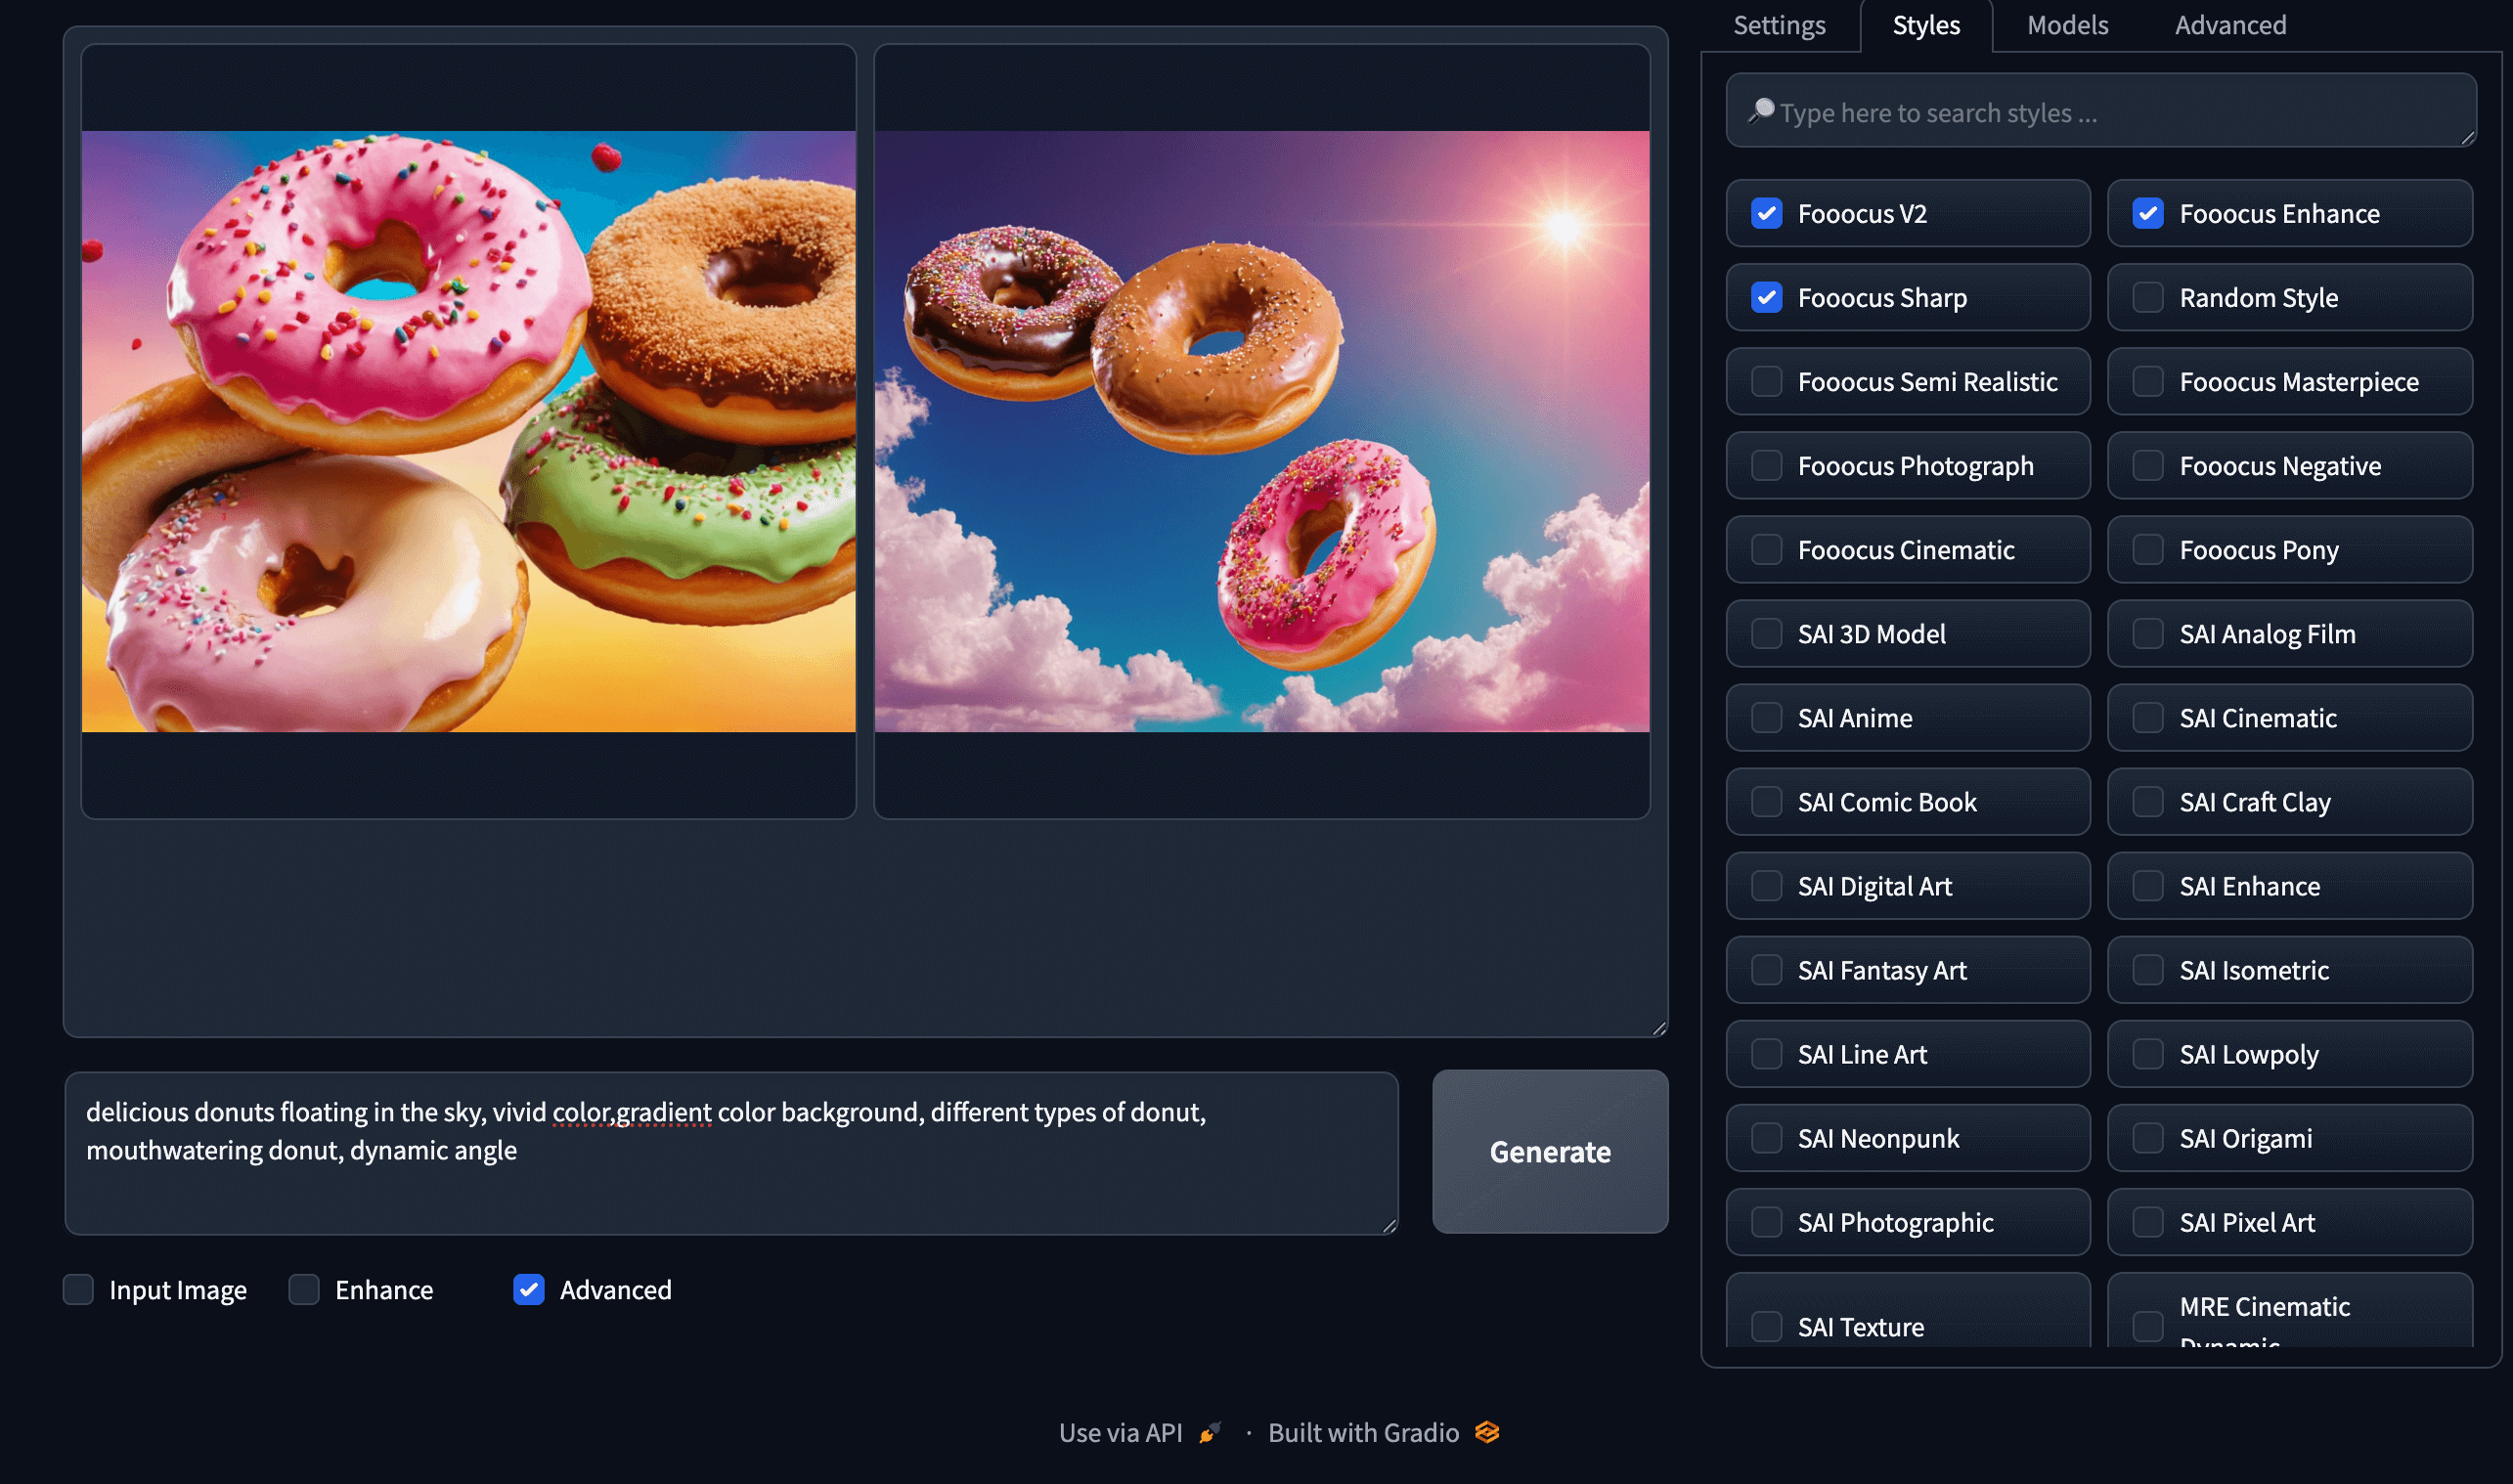 Settings Styles Models Advanced
Type here to search styles ...
Fooocus V2 Fooocus Enhance
Fooocus Sharp Random Style
Fooocus Semi Realistic Fooocus Masterpiece
Fooocus Photograph Fooocus Negative
Fooocus Cinematic Fooocus Pony
SAI 3D Model SAI Analog Film
SAI Anime SAI Cinematic
SAI Comic Book SAI Craft Clay
SAI Digital Art SAI Enhance
SAI Fantasy Art SAI Isometric
SAI Line Art SAI Lowpoly
SAI Neonpunk SAI Origami
SAI Photographic SAI Pixel Art
SAI Texture MRE Cinematic
Dynamic
delicious donuts floating in the sky, vivid color,gradient color background, different types of donut,
mouthwatering donut, dynamic angle
Generate
Input Image Enhance Advanced
Use via API · Built with Gradio